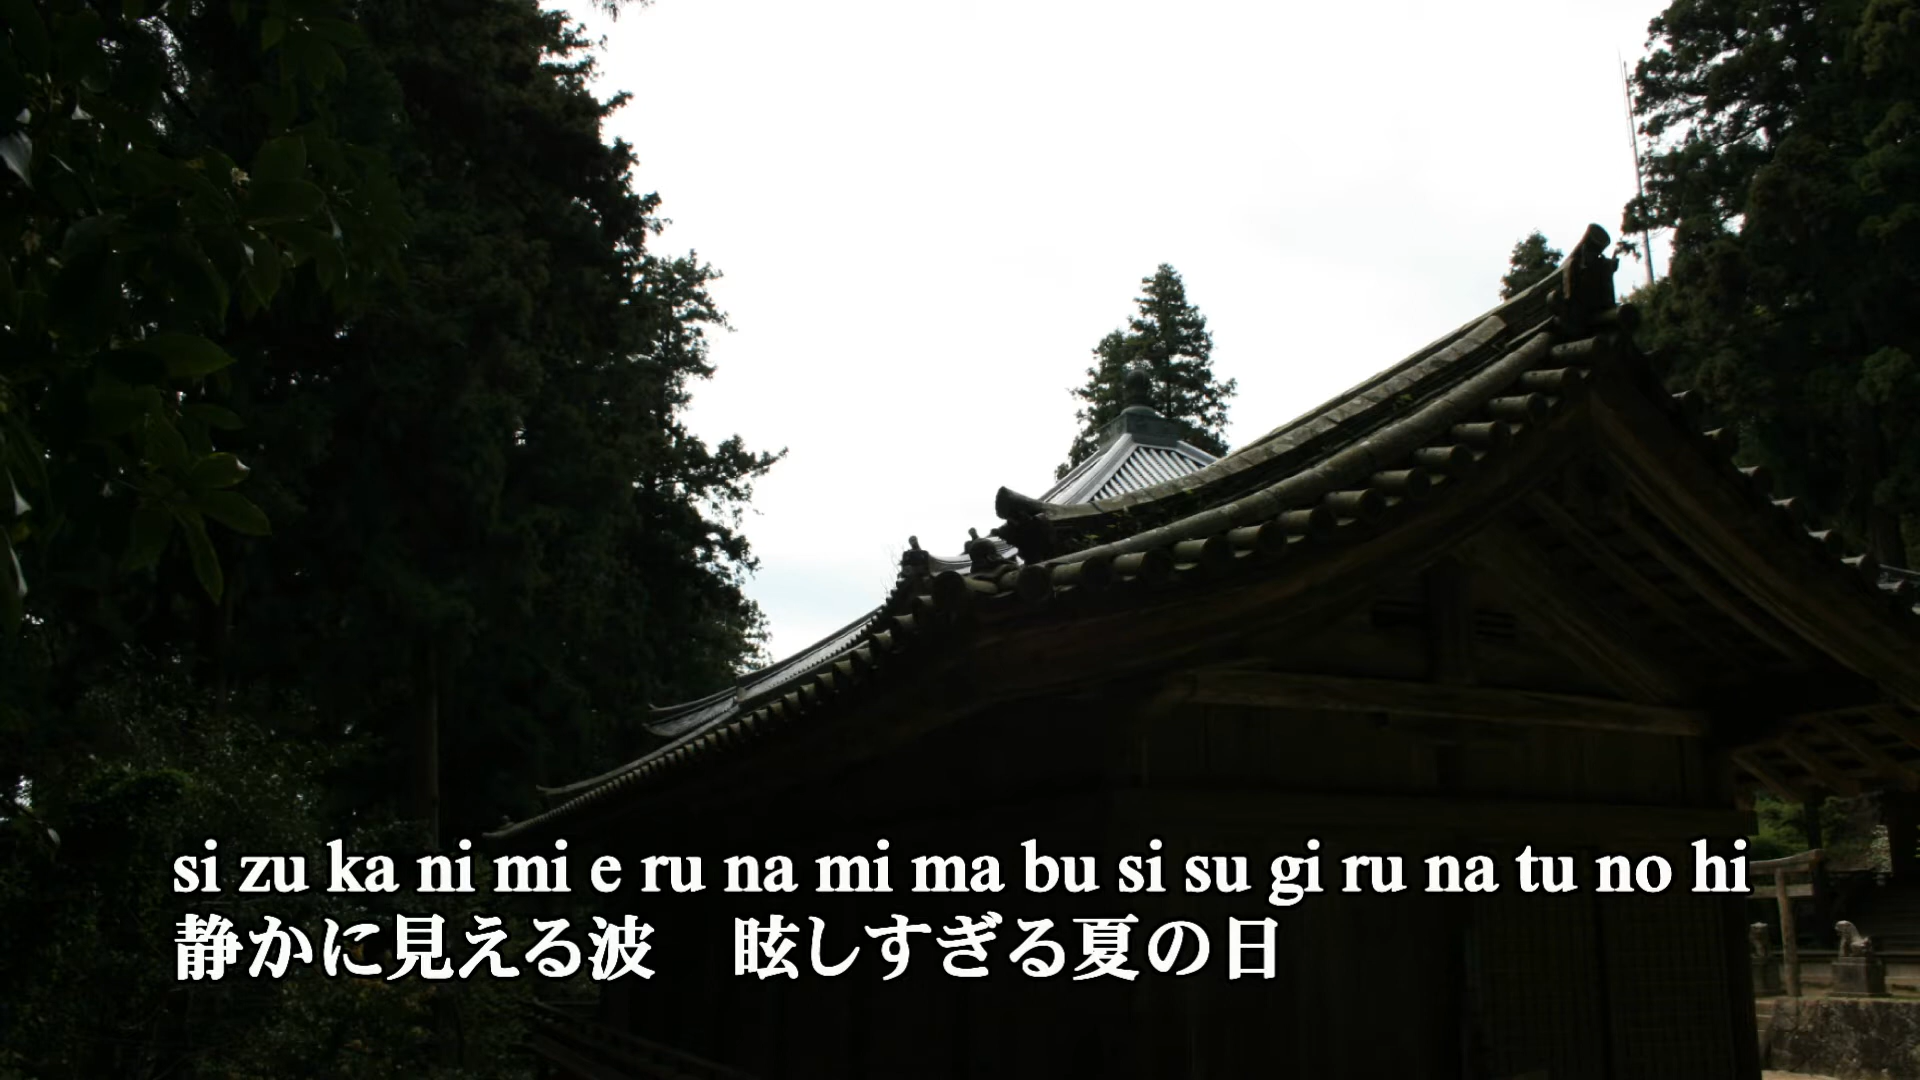 si zu ka ni mi e ru na mi ma bu si su gi ru na tu no hi
静かに見える波　眩しすぎる夏の日